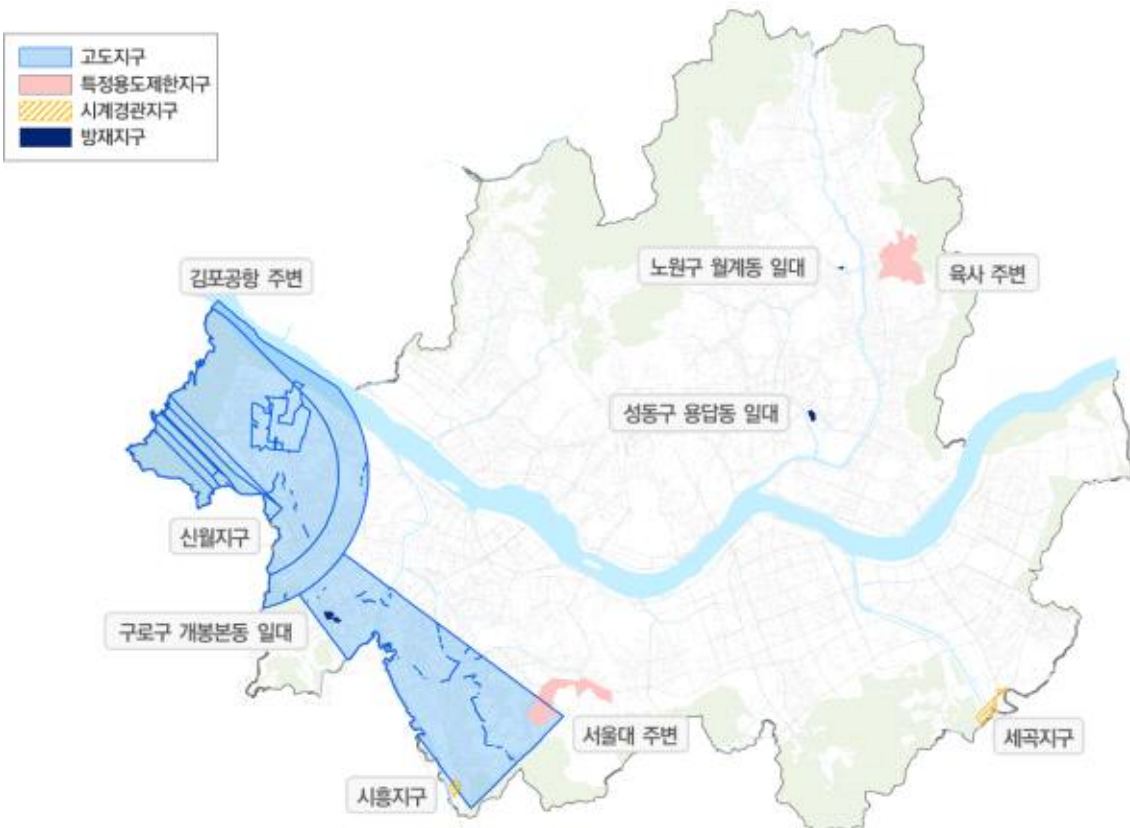 고도지구
특정용도제한지구
시계경관지구
방재지구
김포공항 주변
노원구 월계동 일대
육사 주변
성동구 용답동 일대
신월지구
구로구 개봉본동 일대
서울대 주변
세곡지구
시흥지구